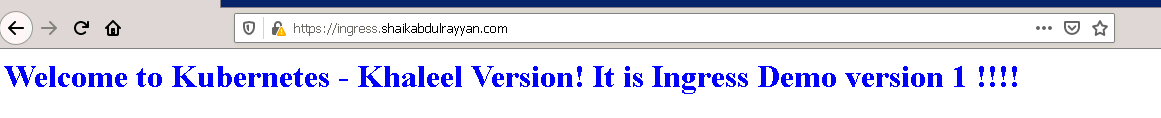 https://ingress.shaikabdulrayyan.com
Welcome to Kubernetes - Khaleel Version! It is Ingress Demo version 1 !!!!